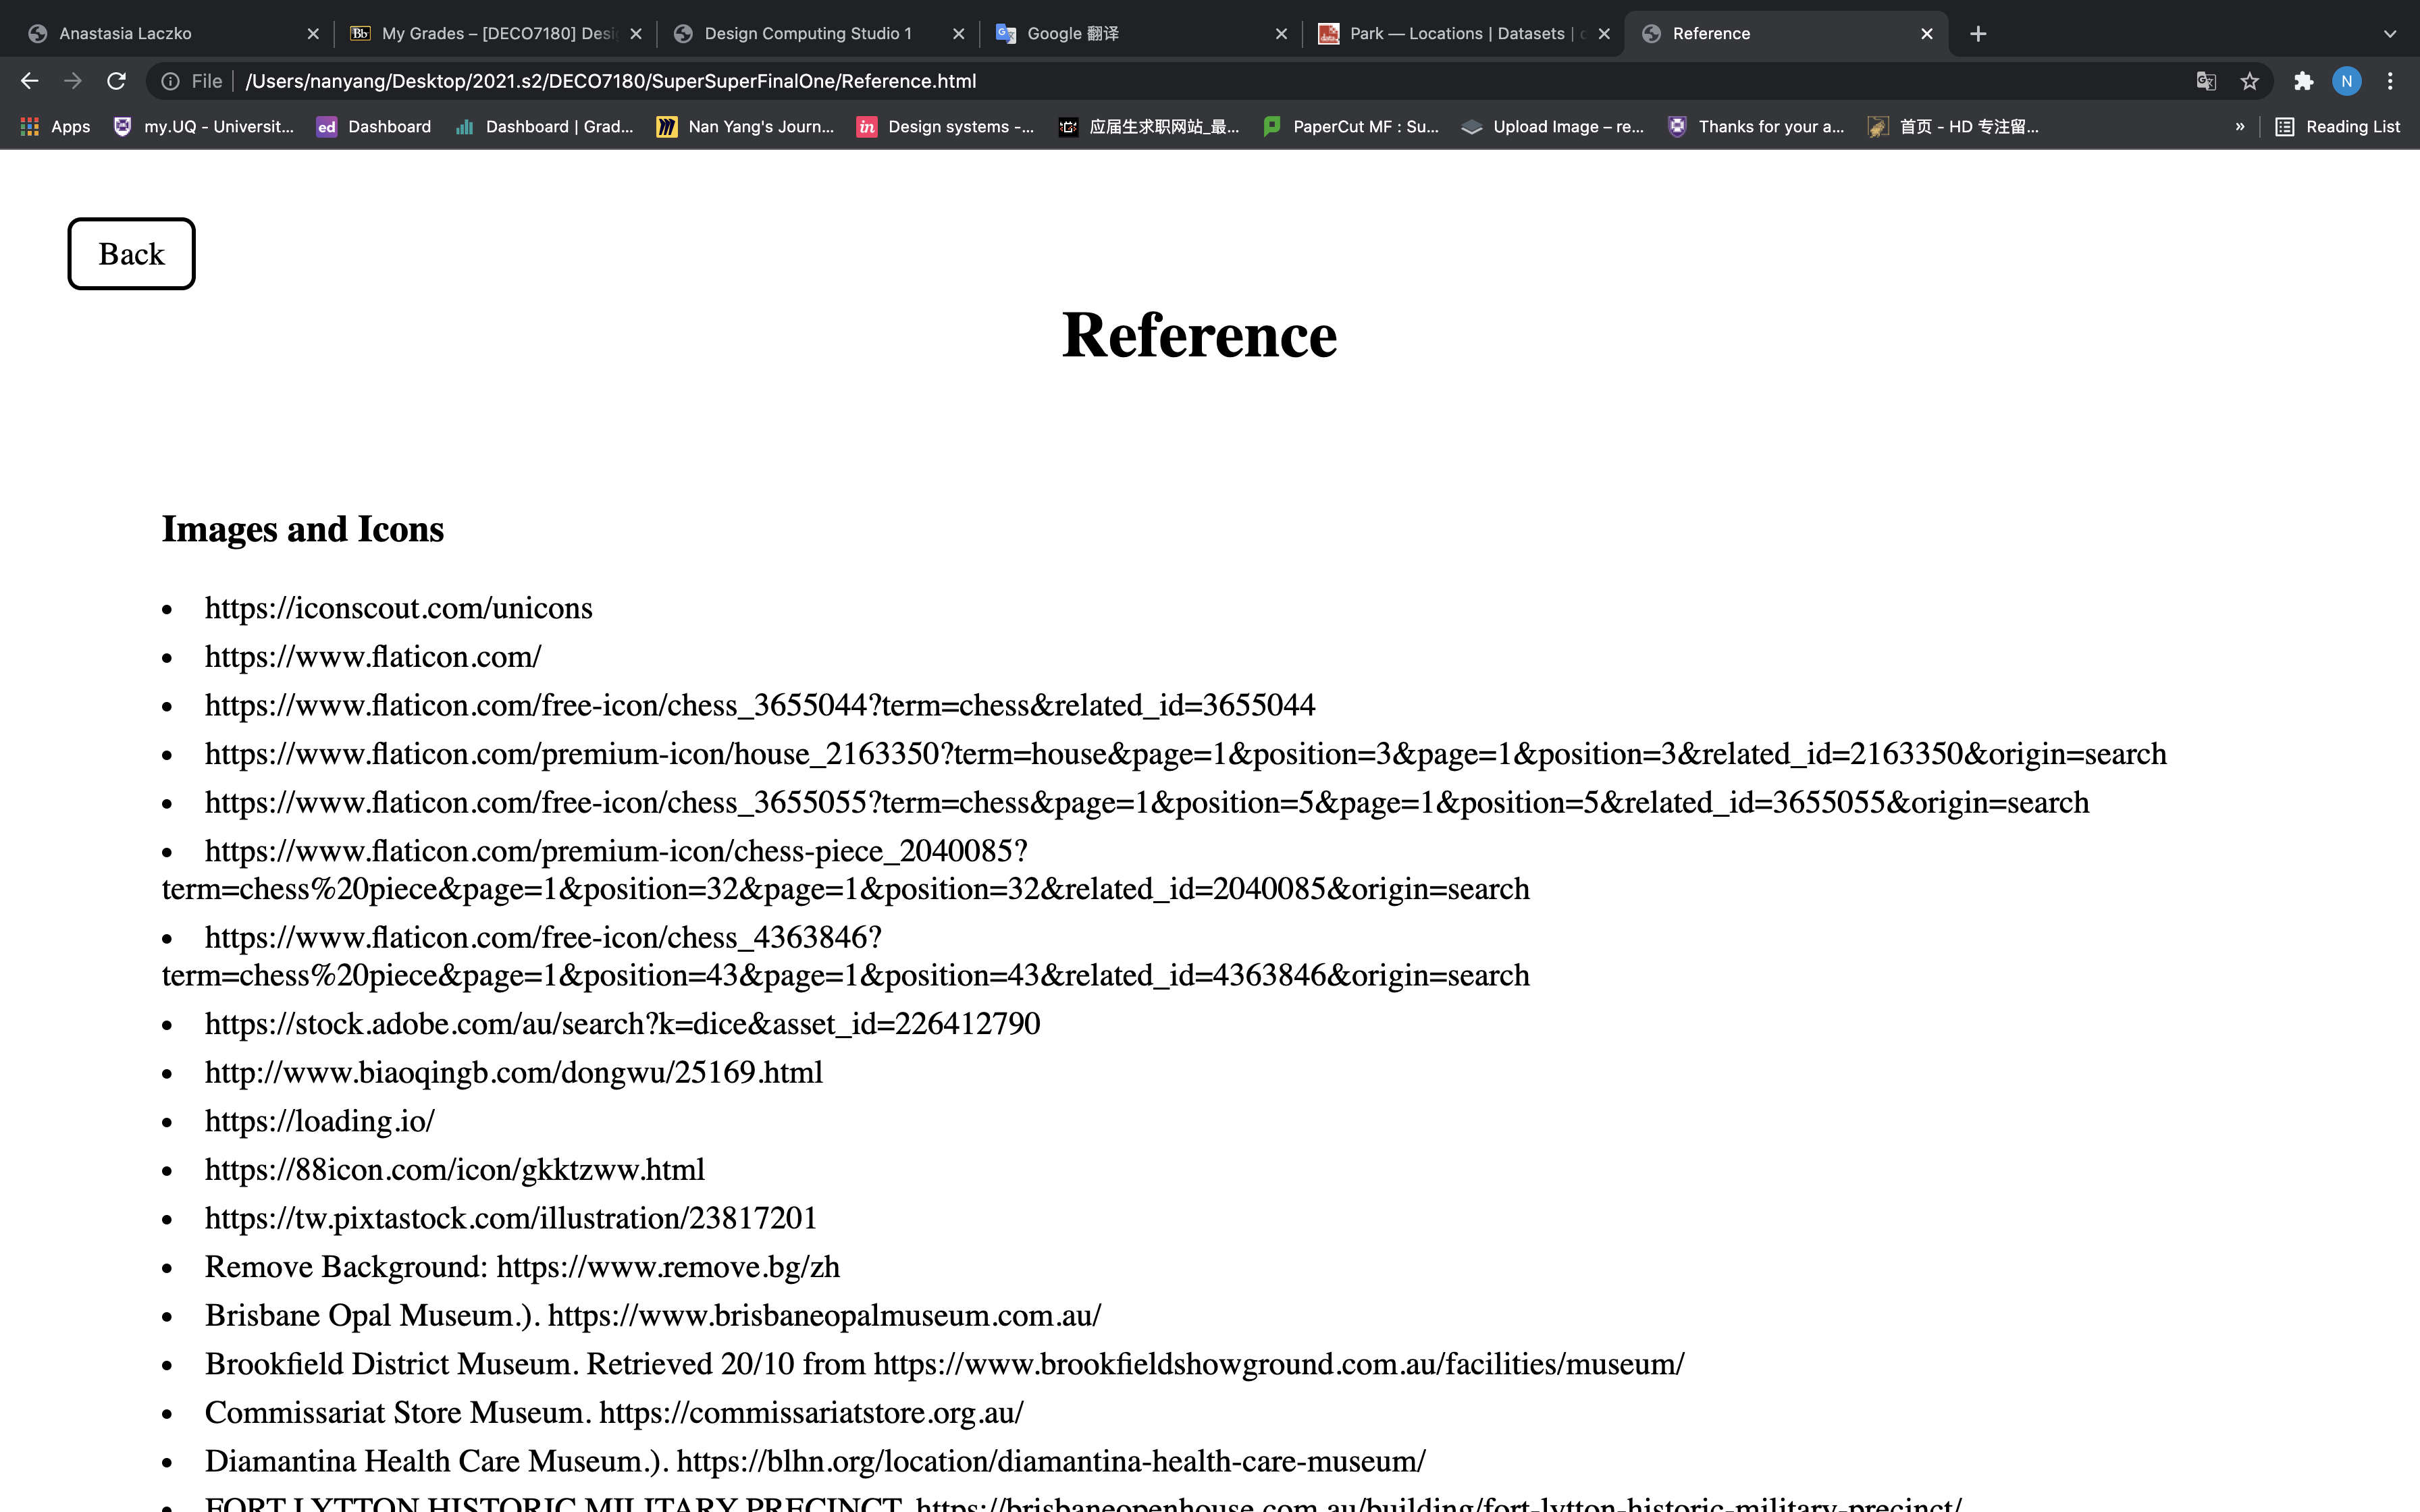 Anastasia Laczko
My Grades – [DECO7180] Desi
Design Computing Studio 1
Google 翻译
Park — Locations | Datasets |
Reference
File
/Users/nanyang/Desktop/2021.s2/DECO7180/SuperSuperFinalOne/Reference.html
N
Apps
my.UQ - Universit...
ed Dashboard
Dashboard | Grad...
Nan Yang's Journ...
in Design systems -...
应届生求职网站_最...
PaperCut MF : Su...
Upload Image – re...
Thanks for your a...
首页 - HD 专注留...
»
Reading List
Back
Reference
Images and Icons
• https://iconscout.com/unicons
• https://www.flaticon.com/
• https://www.flaticon.com/free-icon/chess_3655044?term=chess&related_id=3655044
• https://www.flaticon.com/premium-icon/house_2163350?term=house&page=1&position=3&page=1&position=3&related_id=2163350&origin=search
• https://www.flaticon.com/free-icon/chess_3655055?term=chess&page=1&position=5&page=1&position=5&related_id=3655055&origin=search
• https://www.flaticon.com/premium-icon/chess-piece_2040085?
term=chess%20piece&page=1&position=32&page=1&position=32&related_id=2040085&origin=search
• https://www.flaticon.com/free-icon/chess_4363846?
term=chess%20piece&page=1&position=43&page=1&position=43&related_id=4363846&origin=search
• https://stock.adobe.com/au/search?k=dice&asset_id=226412790
• http://www.biaoqingb.com/dongwu/25169.html
• https://loading.io/
• https://88icon.com/icon/gkktzww.html
• https://tw.pixtastock.com/illustration/23817201
• Remove Background: https://www.remove.bg/zh
• Brisbane Opal Museum.). https://www.brisbaneopalmuseum.com.au/
• Brookfield District Museum. Retrieved 20/10 from https://www.brookfieldshowground.com.au/facilities/museum/
• Commissariat Store Museum. https://commissariatstore.org.au/
• Diamantina Health Care Museum.). https://blhn.org/location/diamantina-health-care-museum/
• FORT LYTTON HISTORIC MILITARY PRECINCT. https://brisbaneopenhouse.com.au/building/fort-lytton-historic-military-precinct/